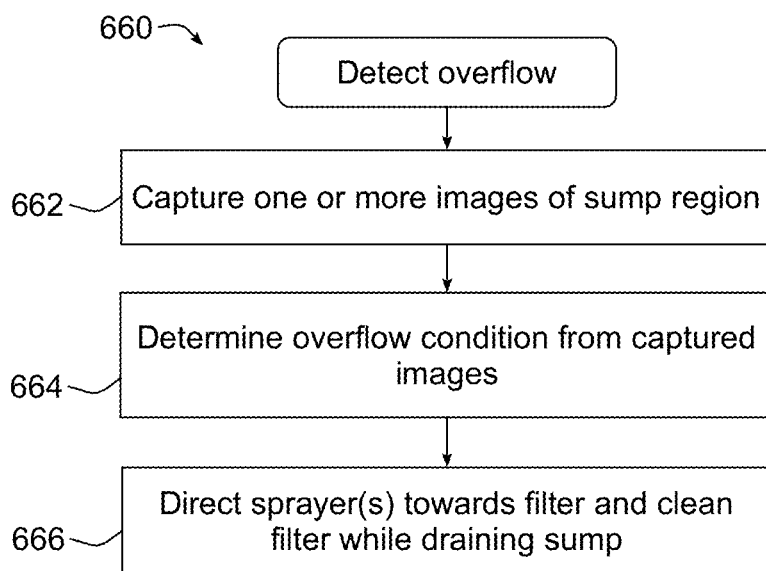 660
Detect overflow
662
Capture one or more images of sump region
664
Determine overflow condition from captured
images
666
Direct sprayer(s) towards filter and clean
filter while draining sump